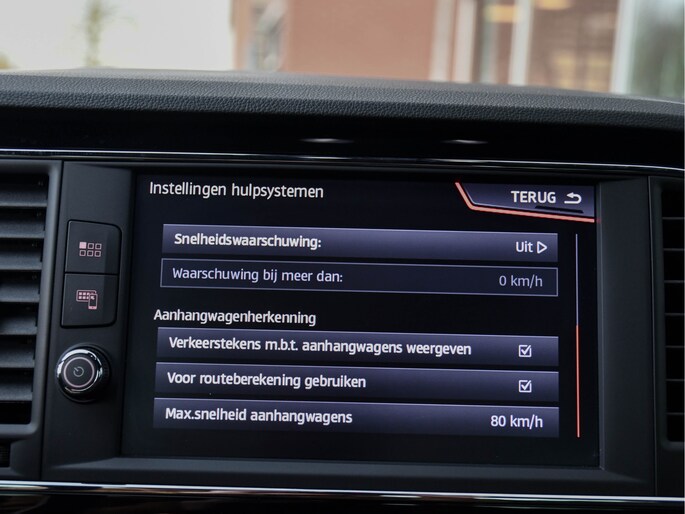 Instellingen hulpsystemen
TERUG
Snelheidswaarschuwing: Uit
Waarschuwing bij meer dan: 0 km/h
Aanhangwagenherkenning
Verkeerstekens m.b.t. aanhangwagens weergeven
Voor routeberekening gebruiken
Max.snelheid aanhangwagens 80 km/h